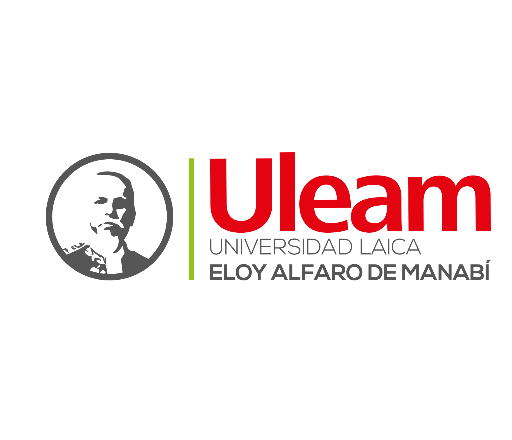 Uleam
UNIVERSIDAD LAICA
ELOY ALFARO DE MANABÍ